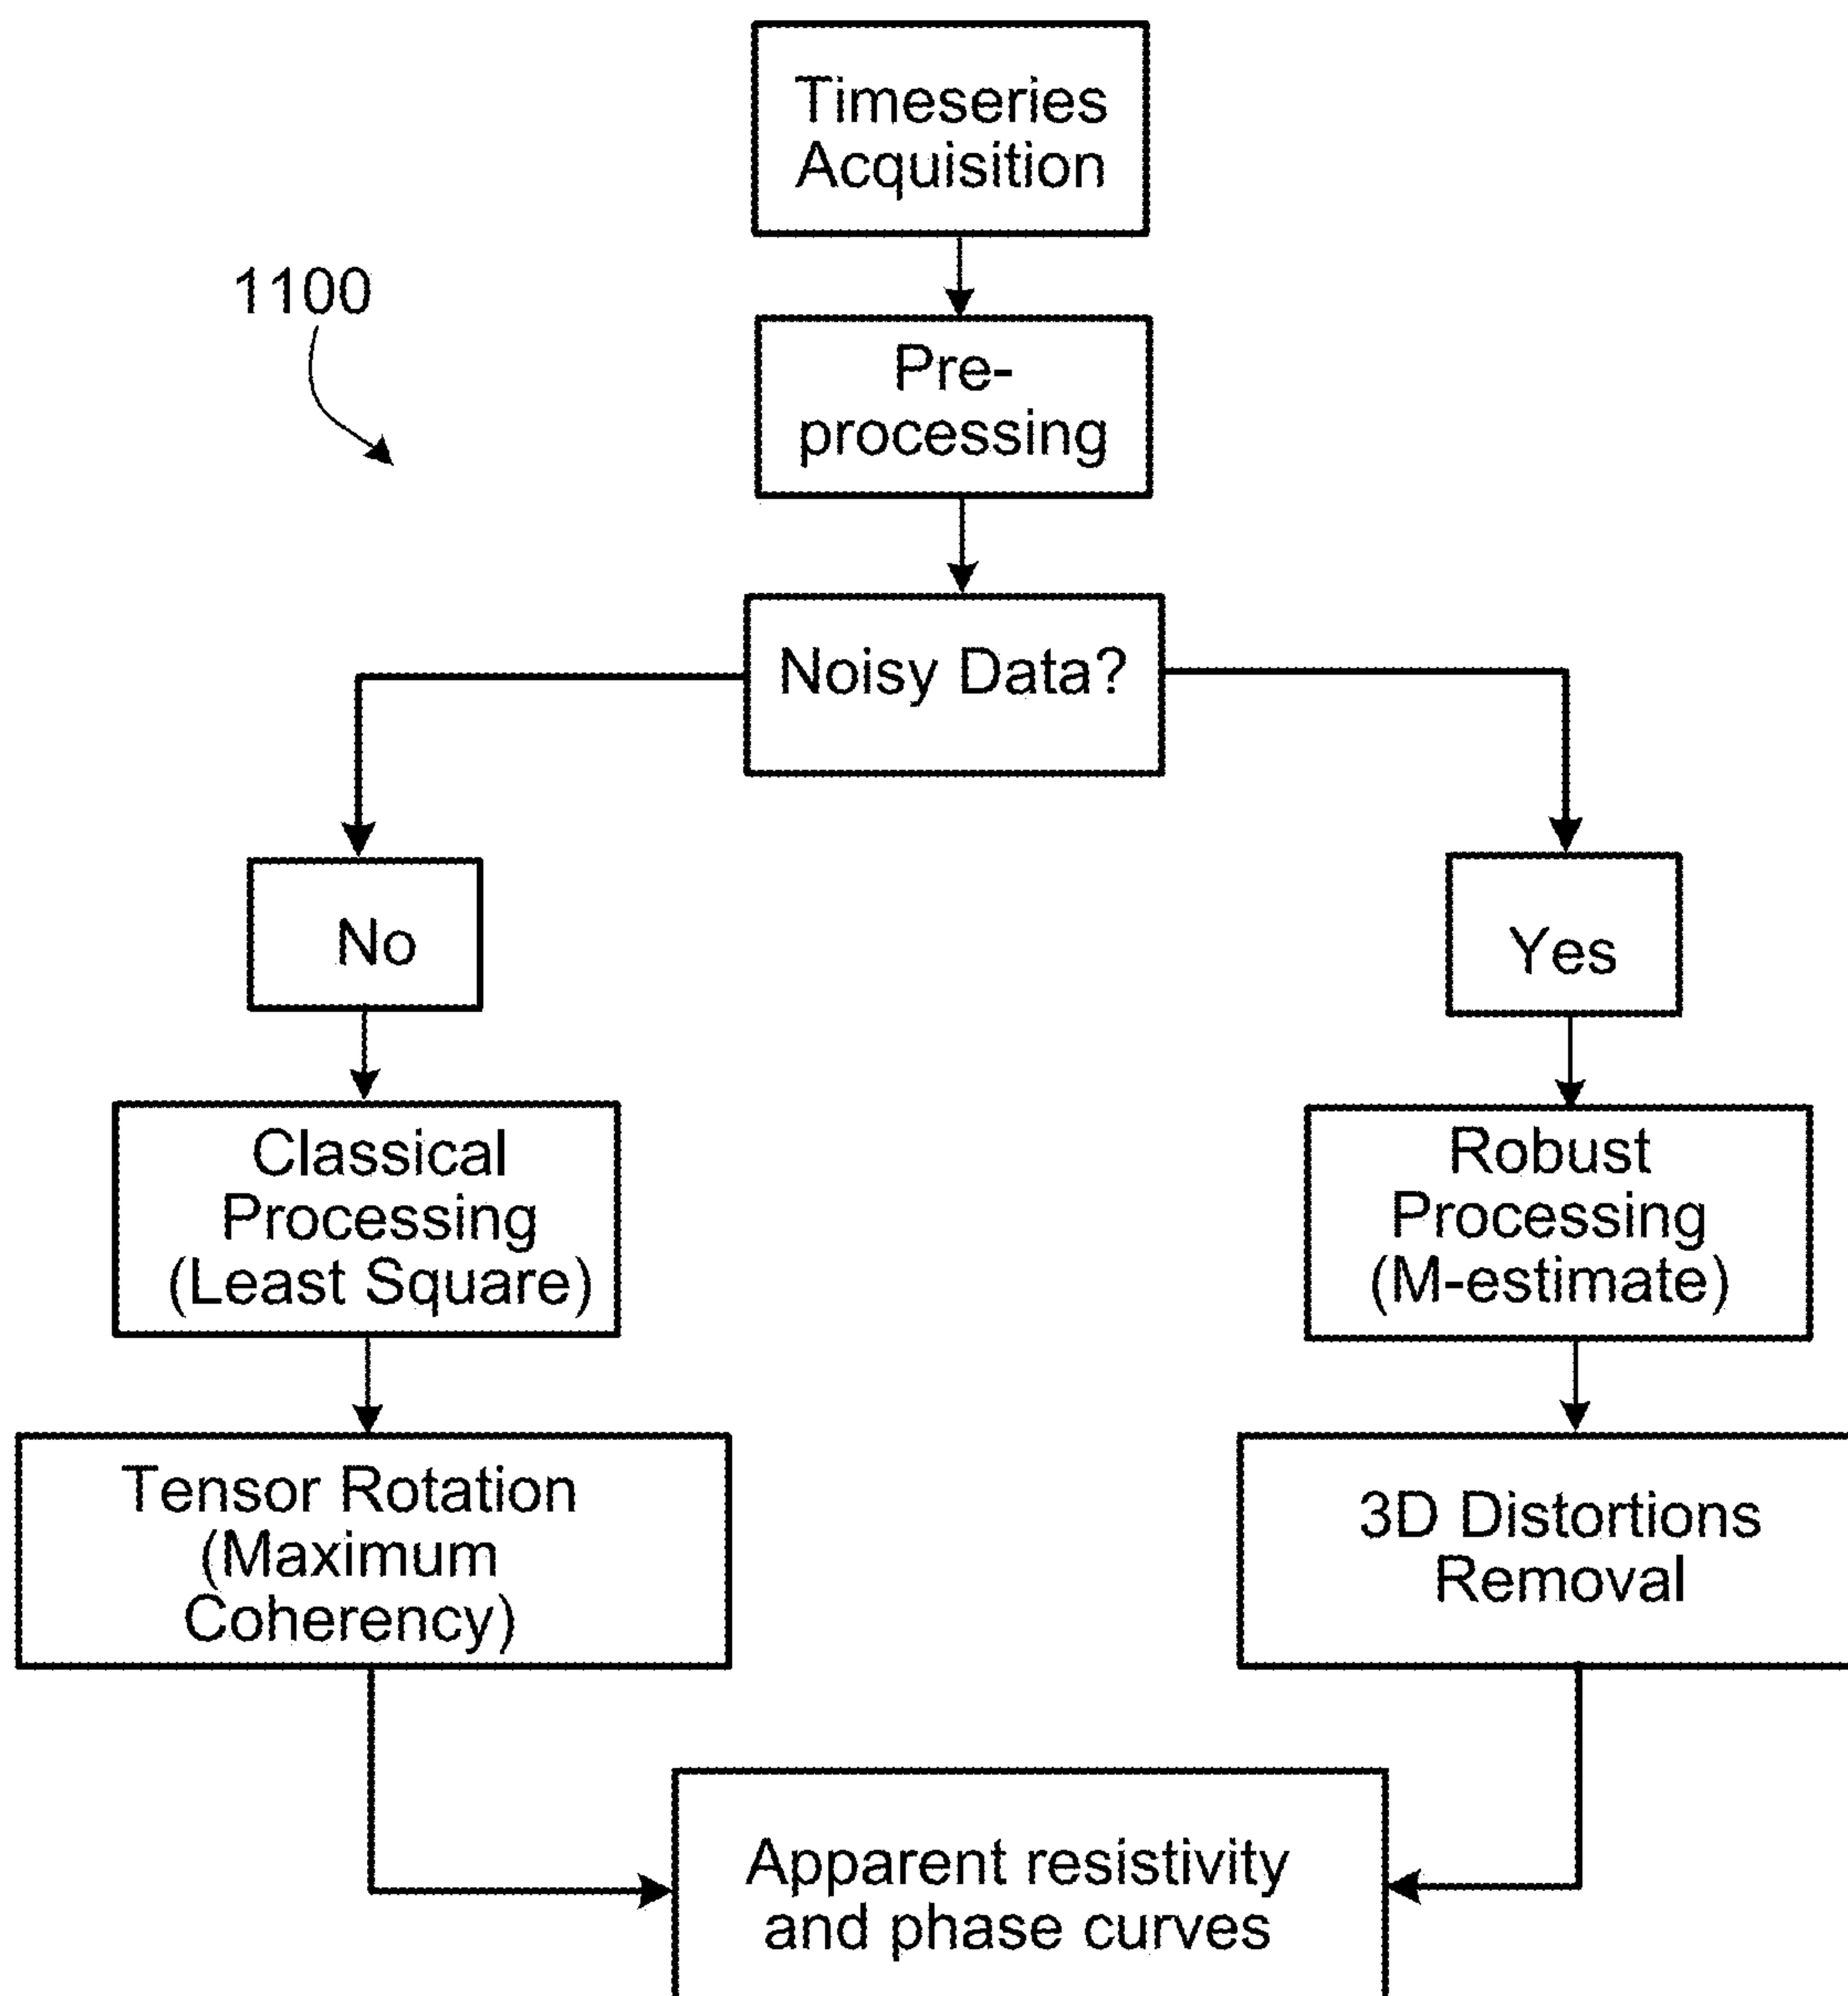 Timeseries
Acquisition
1100
Pre-
processing
Noisy Data?
No
Yes
Classical
Processing
(Least Square)
Robust
Processing
(M-estimate)
Tensor Rotation
(Maximum
Coherency)
3D Distortions
Removal
Apparent resistivity
and phase curves